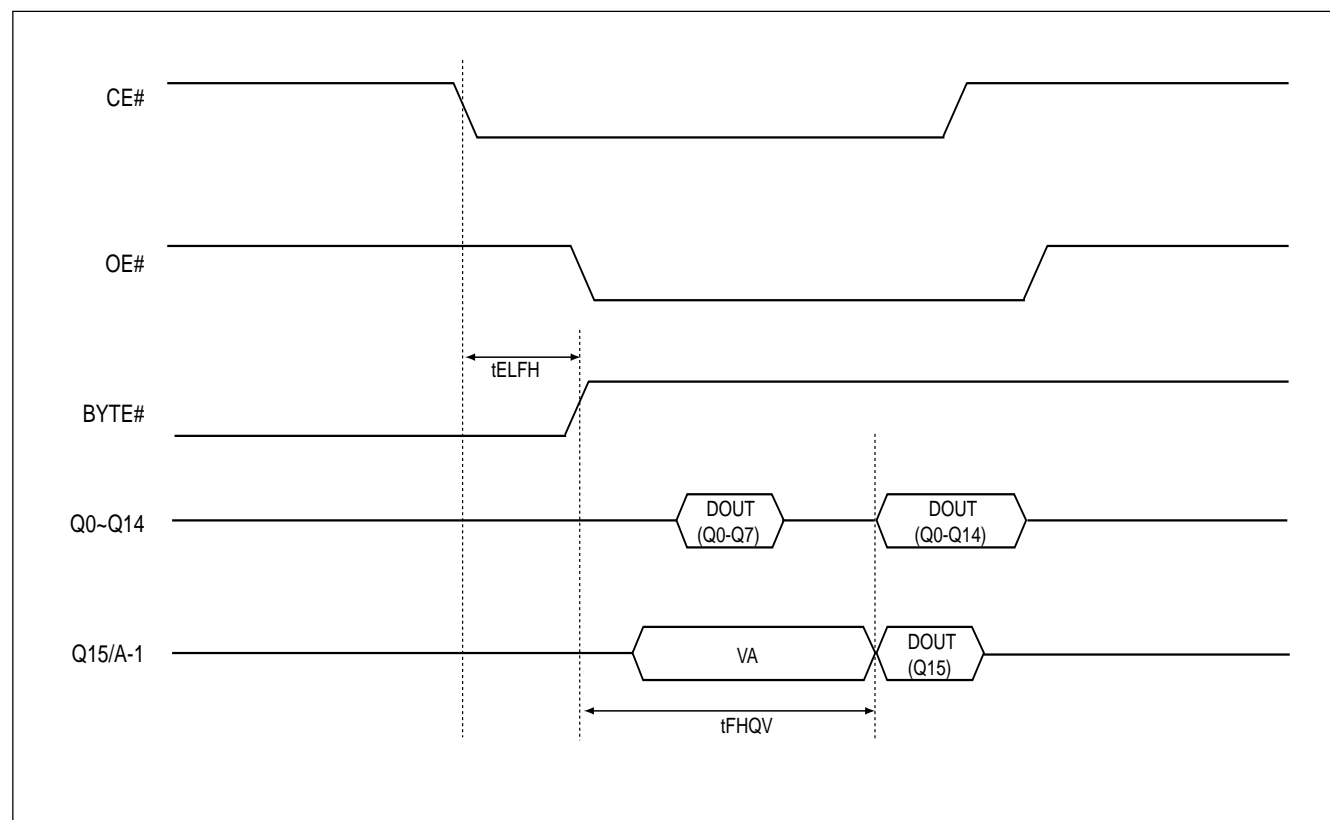 CE#
OE#
tELFH
BYTE#
Q0~Q14
DOUT
(Q0-Q7)
DOUT
(Q0-Q14)
Q15/A-1
VA
DOUT
(Q15)
tFHQV